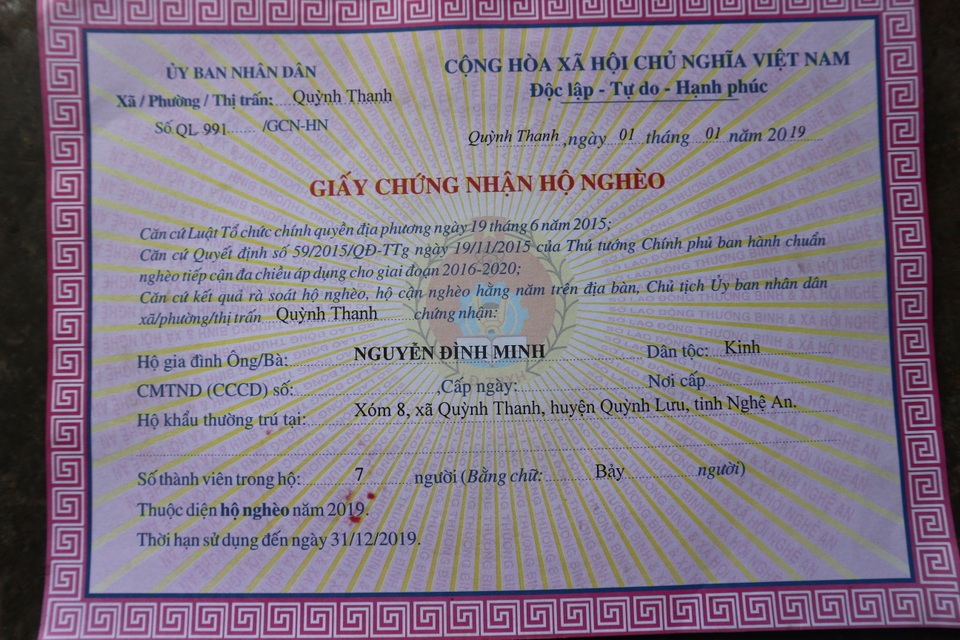 ỦY BAN NHÂN DÂN
Xã / Phường / Thị trấn: Quỳnh Thanh
Số QL 991 /GCN-HN
CỘNG HÒA XÃ HỘI CHỦ NGHĨA VIỆT NAM
Độc lập - Tự do - Hạnh phúc
Quỳnh Thanh, ngày 01 tháng 01 năm 2019
GIẤY CHỨNG NHẬN HỘ NGHÈO
Căn cứ Luật Tổ chức chính quyền địa phương ngày 19 tháng 6 năm 2015;
Căn cứ Quyết định số 59/2015/QĐ-TTg ngày 19/11/2015 của Thủ tướng Chính phủ ban hành chuẩn
nghèo tiếp cận đa chiều áp dụng cho giai đoạn 2016-2020;
Căn cứ kết quả rà soát hộ nghèo, hộ cận nghèo hằng năm trên địa bàn, Chủ tịch Ủy ban nhân dân
xã/phường/thị trấn Quỳnh Thanh chứng nhận:
Hộ gia đình Ông/Bà: NGUYỄN ĐÌNH MINH Dân tộc: Kinh
CMTND (CCCD) số: ,Cấp ngày: Nơi cấp
Hộ khẩu thường trú tại: Xóm 8, xã Quỳnh Thanh, huyện Quỳnh Lưu, tỉnh Nghệ An.
Số thành viên trong hộ: 7 người (Bằng chữ: Bảy người)
Thuộc diện hộ nghèo năm 2019.
Thời hạn sử dụng đến ngày 31/12/2019.